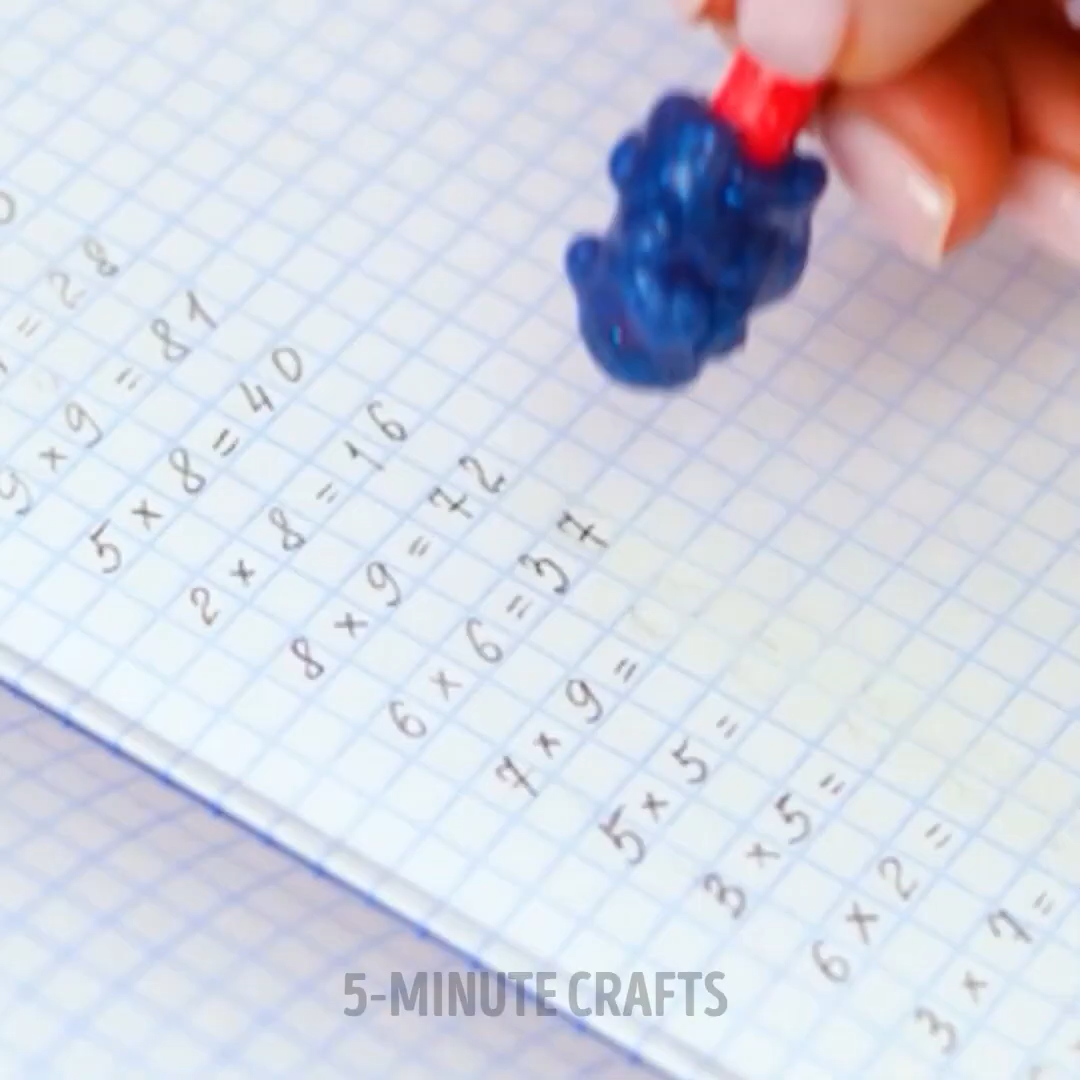 = 28
9 × 9 = 81
5 × 8 = 40
2 × 8 = 16
8 × 9 = 72
6 × 6 = 37
7 × 9 =
5 × 5 =
3 × 5 =
6 × 2 =
3 × 7 =
5-MINUTE CRAFTS